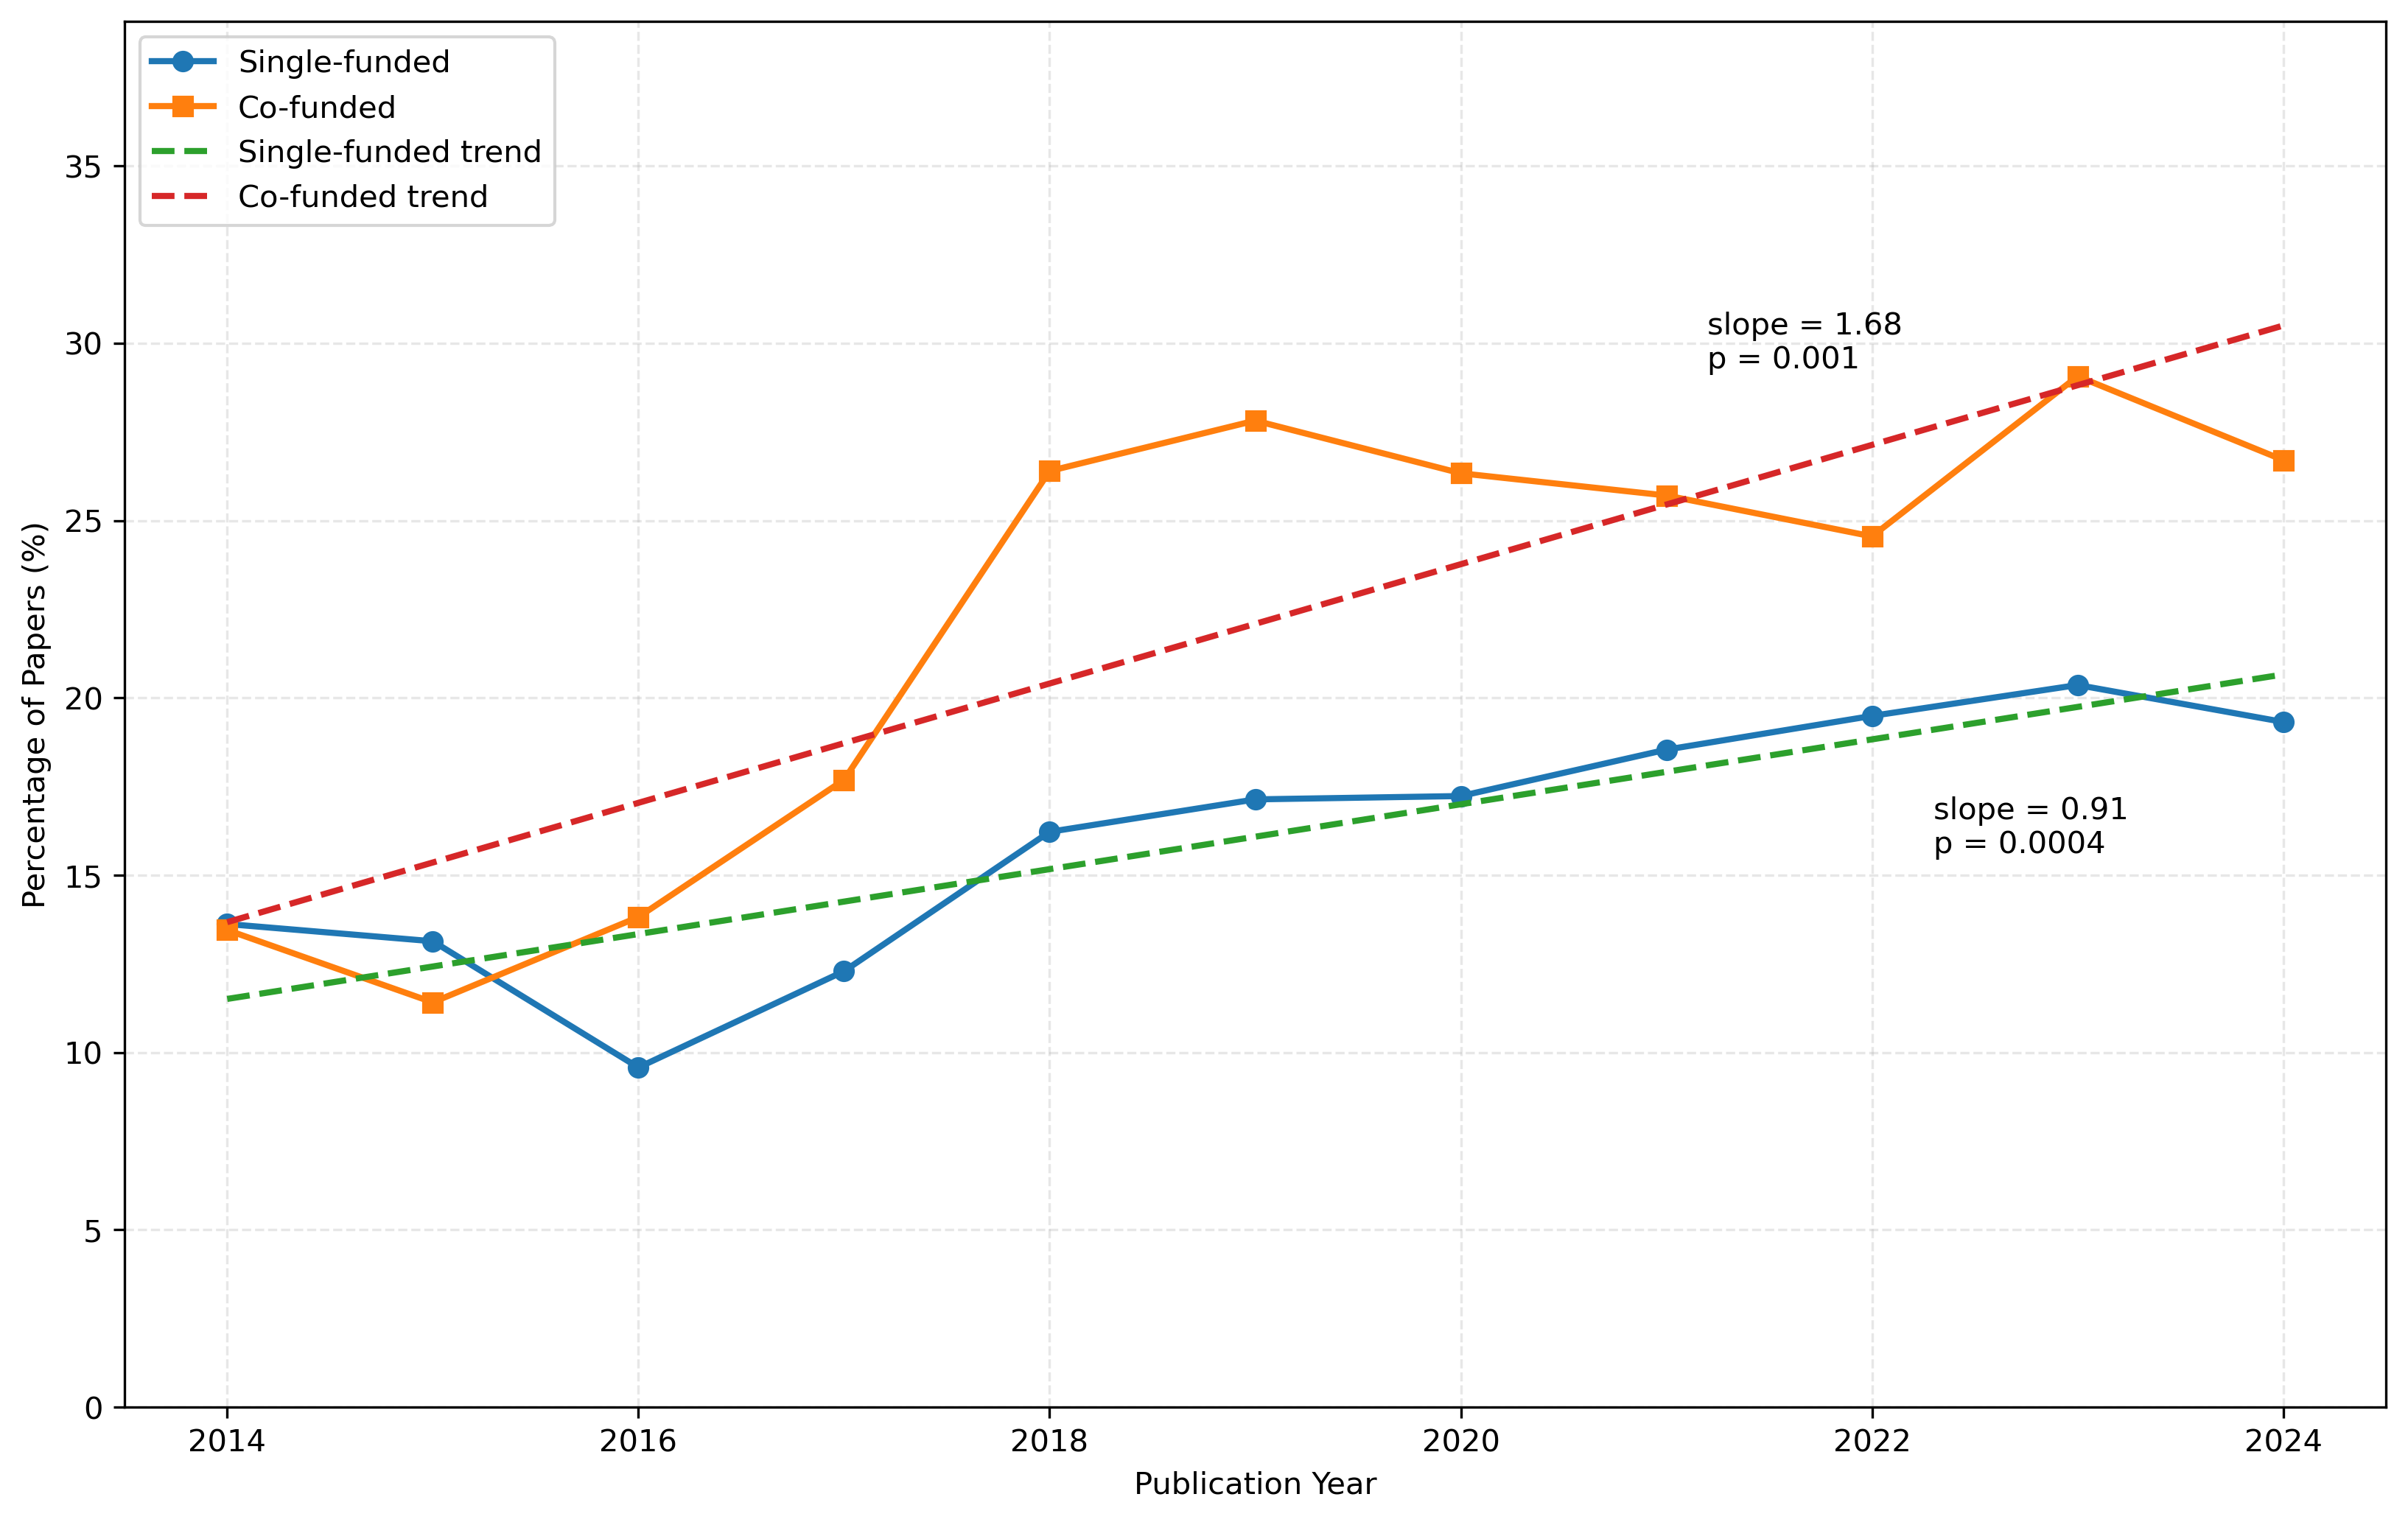 Single-funded
Co-funded
Single-funded trend
Co-funded trend
35
30
25
20
15
10
5
0
Percentage of Papers (%)
slope = 1.68
p = 0.001
slope = 0.91
p = 0.0004
2014
2016
2018
2020
2022
2024
Publication Year